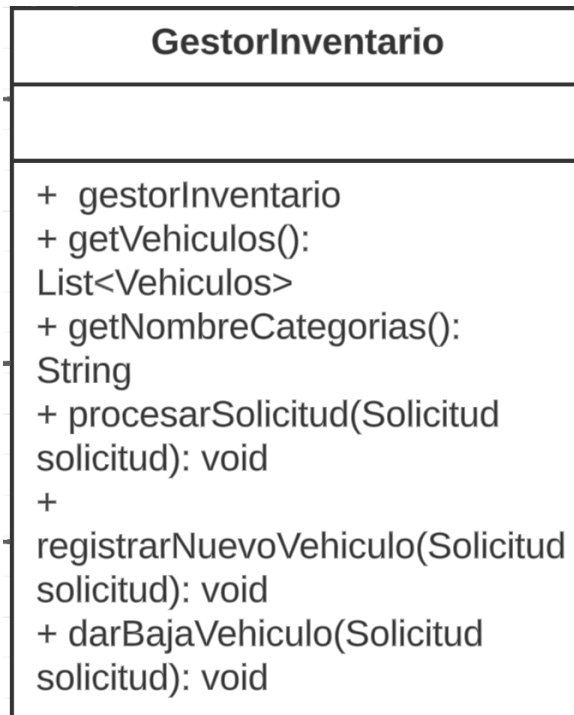 GestorInventario
+ gestorInventario
+ getVehiculos():
List<Vehiculos>
+ getNombreCategorias():
String
+ procesarSolicitud(Solicitud
solicitud): void
+
registrarNuevoVehiculo(Solicitud
solicitud): void
+ darBajaVehiculo(Solicitud
solicitud): void